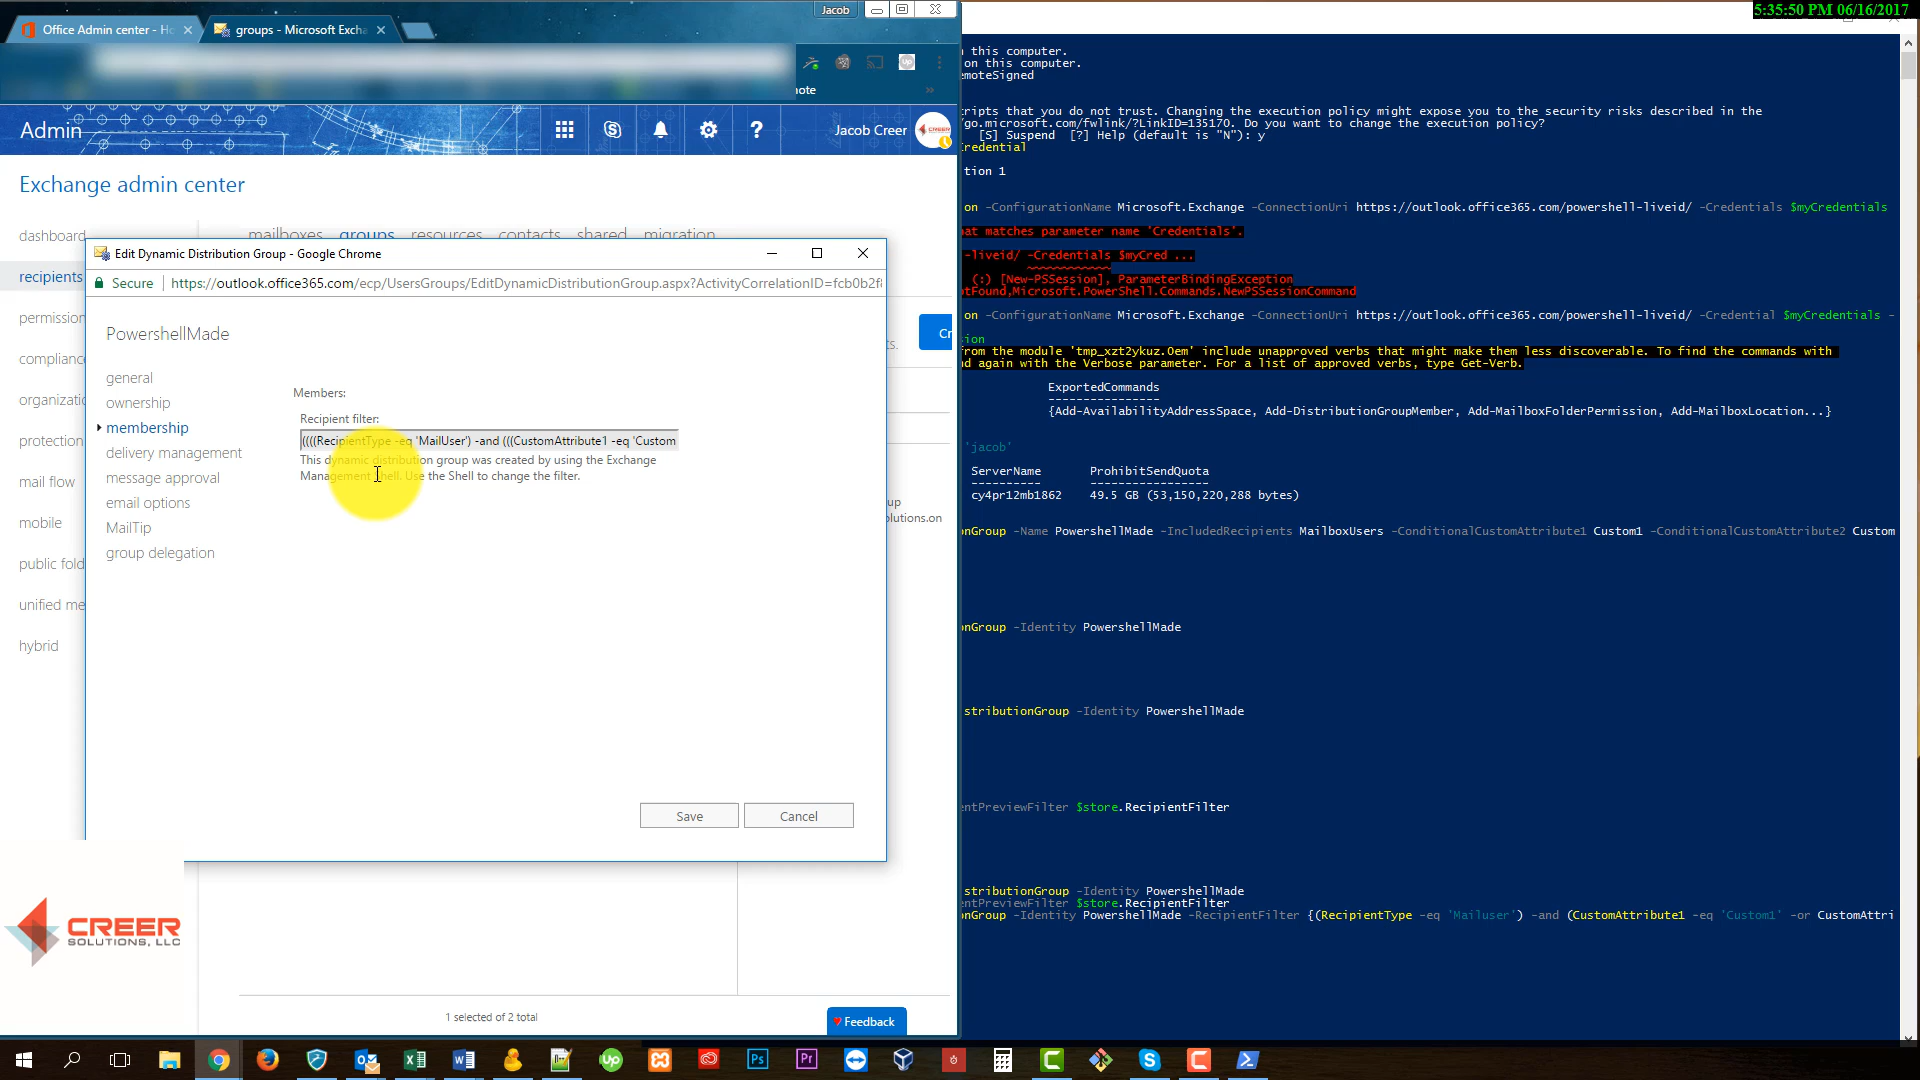 5:35:50 PM 06/16/2017
Jacob
Office Admin center - Ho
groups - Microsoft Excha
Admin
Jacob Creer
Exchange admin center
dashboard
recipients
permission
compliance
organizatio
protection
mail flow
mobile
public fold
unified me
hybrid
mailboxes groups resources contacts shared migration
Edit Dynamic Distribution Group - Google Chrome
Secure https://outlook.office365.com/ecp/UsersGroups/EditDynamicDistributionGroup.aspx?ActivityCorrelationID=fcb0b2f8
PowershellMade
general
ownership
membership
delivery management
message approval
email options
MailTip
group delegation
Members:
Recipient filter:
((((RecipientType -eq 'MailUser') -and (((CustomAttribute1 -eq 'Custom
This dynamic distribution group was created by using the Exchange
Management Shell. Use the Shell to change the filter.
Save
Cancel
Cr
s.
up
olutions.on
CREER
SOLUTIONS, LLC
1 selected of 2 total
Feedback
this computer.
on this computer.
emoteSigned
ripts that you do not trust. Changing the execution policy might expose you to the security risks described in the
go.microsoft.com/fwlink/?LinkID=135170. Do you want to change the execution policy?
[S] Suspend [?] Help (default is "N"): y
redential
tion 1
on -ConfigurationName Microsoft.Exchange -ConnectionUri https://outlook.office365.com/powershell-liveid/ -Credentials $myCredentials
hat matches parameter name 'Credentials'.
-liveid/ -Credentials $myCred ...
~~~~~~~~~~~~
(:) [New-PSSession], ParameterBindingException
otFound,Microsoft.PowerShell.Commands.NewPSSessionCommand
on -ConfigurationName Microsoft.Exchange -ConnectionUri https://outlook.office365.com/powershell-liveid/ -Credential $myCredentials -
ion
from the module 'tmp_xzt2ykuz.0em' include unapproved verbs that might make them less discoverable. To find the commands with
d again with the Verbose parameter. For a list of approved verbs, type Get-Verb.
ExportedCommands
----------------
{Add-AvailabilityAddressSpace, Add-DistributionGroupMember, Add-MailboxFolderPermission, Add-MailboxLocation...}
'jacob'
ServerName ProhibitSendQuota
---------- -----------------
cy4pr12mb1862 49.5 GB (53,150,220,288 bytes)
onGroup -Name PowershellMade -IncludedRecipients MailboxUsers -ConditionalCustomAttribute1 Custom1 -ConditionalCustomAttribute2 Custom
onGroup -Identity PowershellMade
stributionGroup -Identity PowershellMade
entPreviewFilter $store.RecipientFilter
stributionGroup -Identity PowershellMade
entPreviewFilter $store.RecipientFilter
onGroup -Identity PowershellMade -RecipientFilter {(RecipientType -eq 'Mailuser') -and (CustomAttribute1 -eq 'Custom1' -or CustomAttri